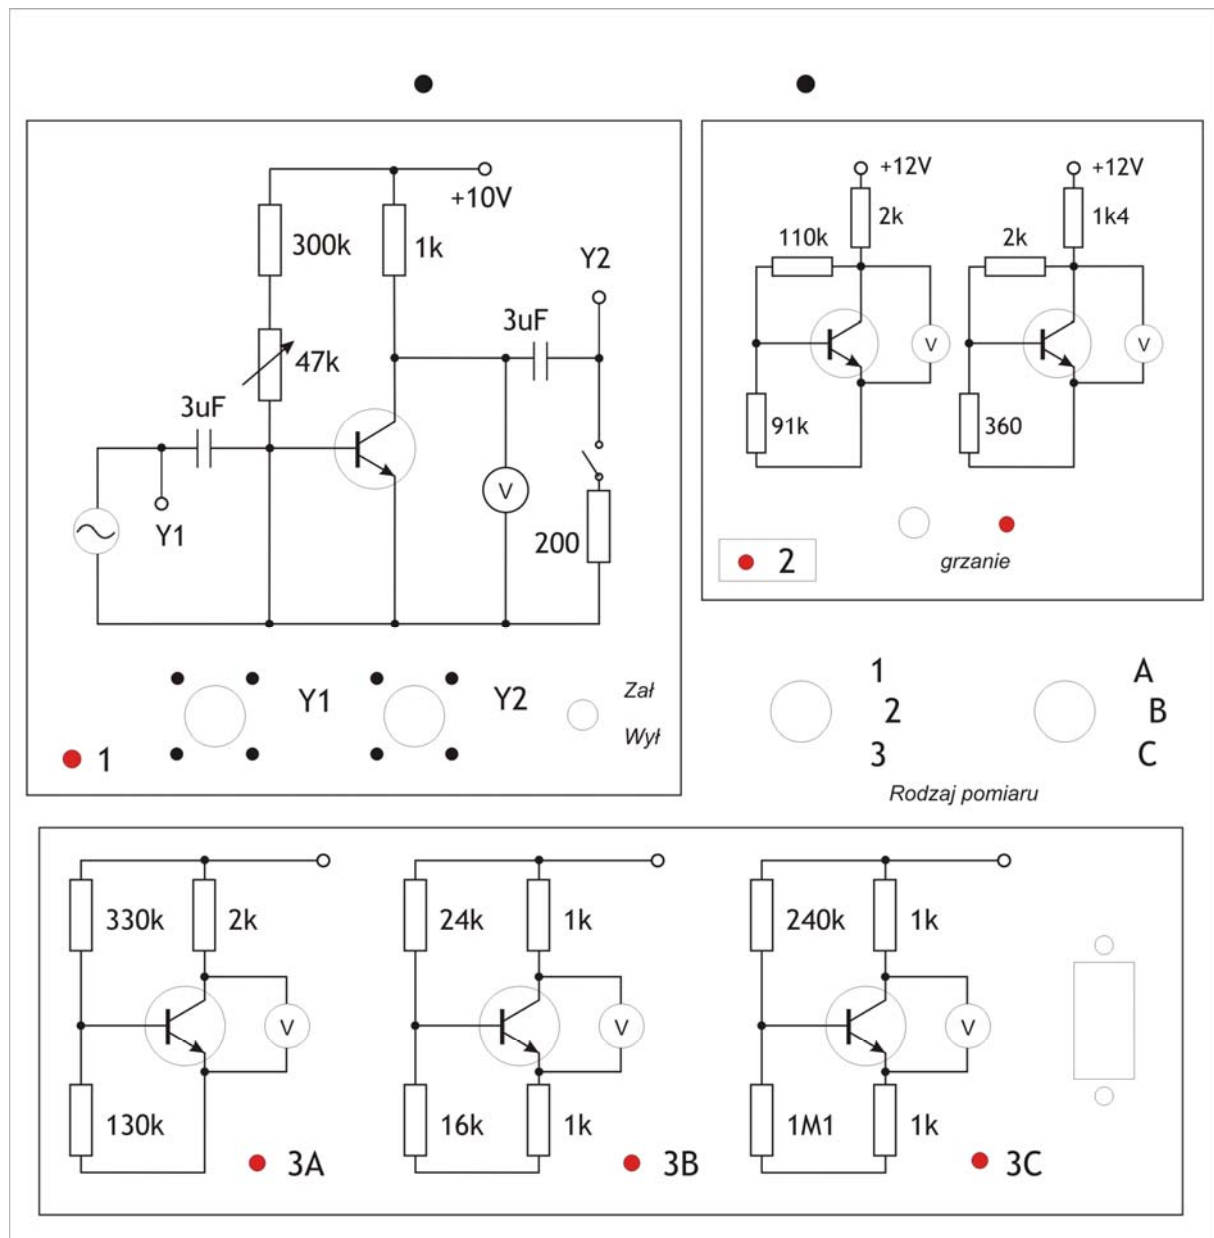 +10V
300k
1k
Y2
3uF
47k
3uF
V
Y1
200
Y1
Y2
Zał
Wył
1
+12V
+12V
2k
1k4
110k
2k
V
V
91k
360
2
grzanie
1
2
3
A
B
C
Rodzaj pomiaru
330k
2k
V
130k
3A
24k
1k
V
16k
1k
3B
240k
1k
V
1M1
1k
3C